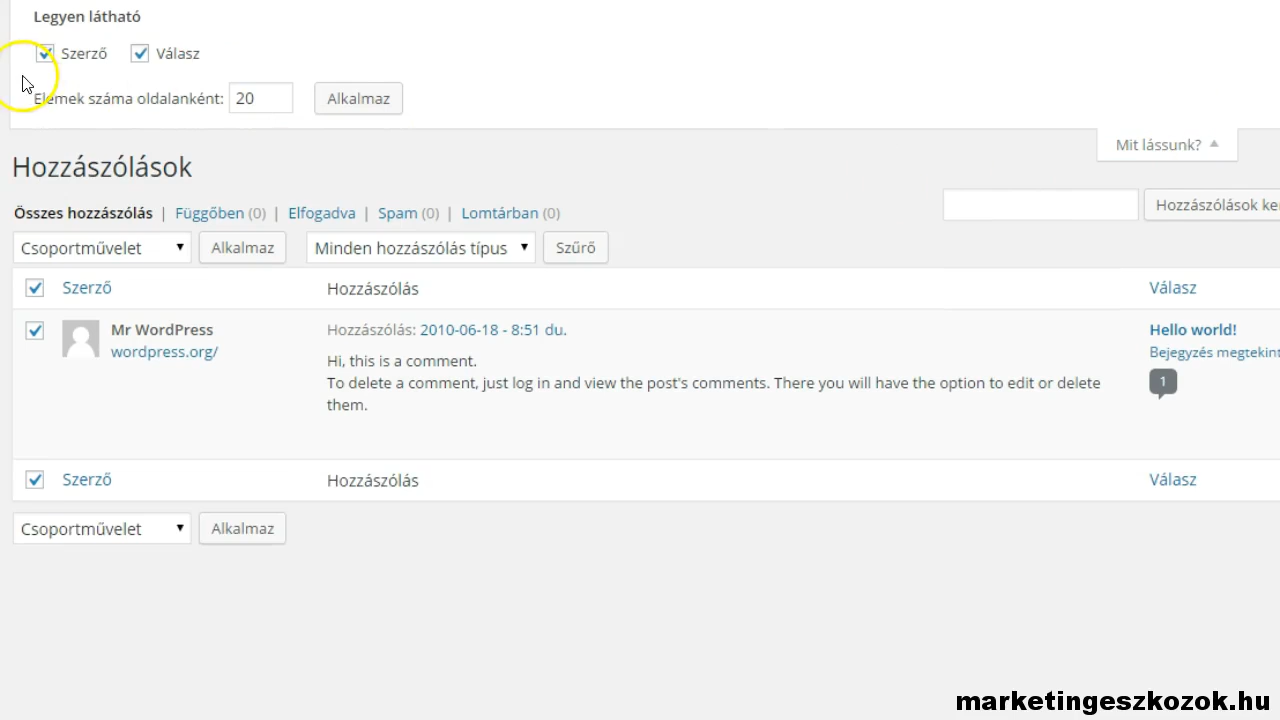 Legyen látható
Szerző Válasz
Elemek száma oldalanként: 20 Alkalmaz
Mit lássunk?
Hozzászólások
Összes hozzászólás | Függőben (0) | Elfogadva | Spam (0) | Lomtárban (0)
Hozzászólások ke
Csoportművelet Alkalmaz Minden hozzászólás típus Szűrő
Szerző Hozzászólás Válasz
Mr WordPress Hozzászólás: 2010-06-18 - 8:51 du. Hello world!
wordpress.org/ Bejegyzés megtekint
Hi, this is a comment.
1
To delete a comment, just log in and view the post's comments. There you will have the option to edit or delete
them.
Szerző Hozzászólás Válasz
Csoportművelet Alkalmaz
marketingeszkozok.hu